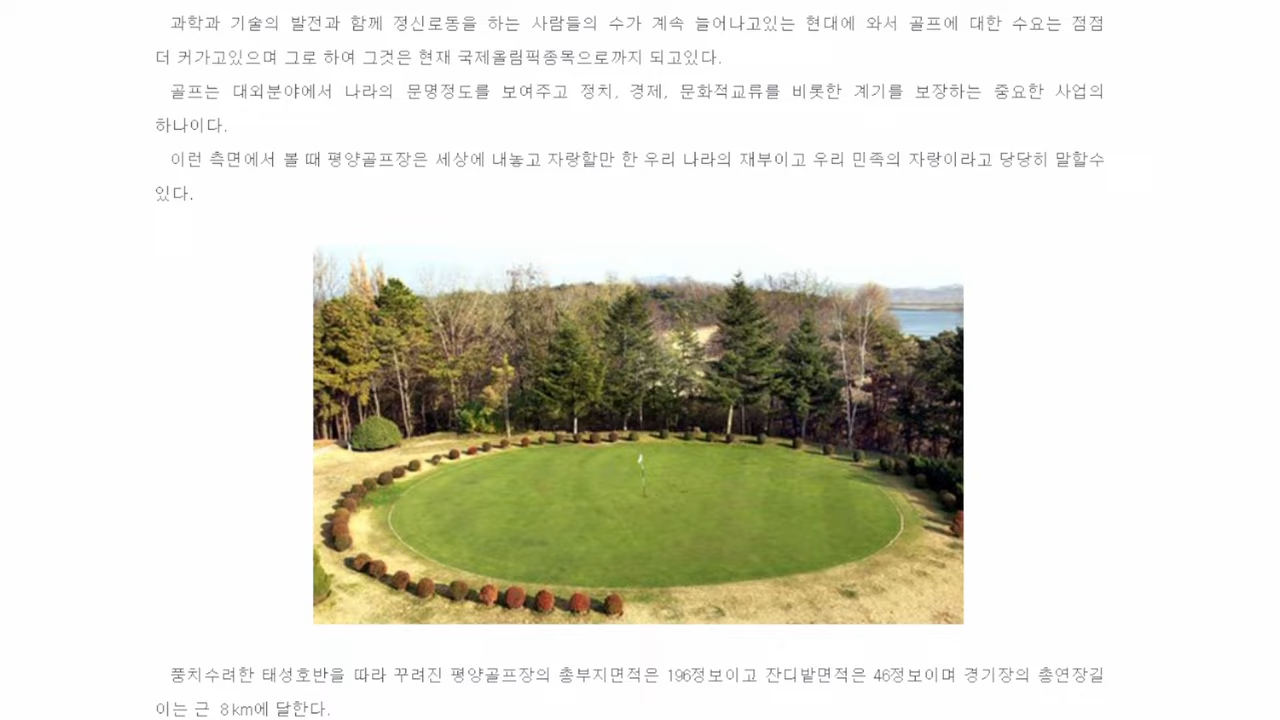 과학과 기술의 발전과 함께 정신로동을 하는 사람들의 수가 계속 늘어나고있는 현대에 와서 골프에 대한 수요는 점점
더 커가고있으며 그로 하여 그것은 현재 국제올림픽종목으로까지 되고있다.
골프는 대외분야에서 나라의 문명정도를 보여주고 정치, 경제, 문화적교류를 비롯한 계기를 보장하는 중요한 사업의
하나이다.
이런 측면에서 볼 때 평양골프장은 세상에 내놓고 자랑할만 한 우리 나라의 재부이고 우리 민족의 자랑이라고 당당히 말할수
있다.
풍치수려한 태성호반을 따라 꾸려진 평양골프장의 총부지면적은 196정보이고 잔디밭면적은 46정보이며 경기장의 총연장길
이는 근 8km에 달한다.